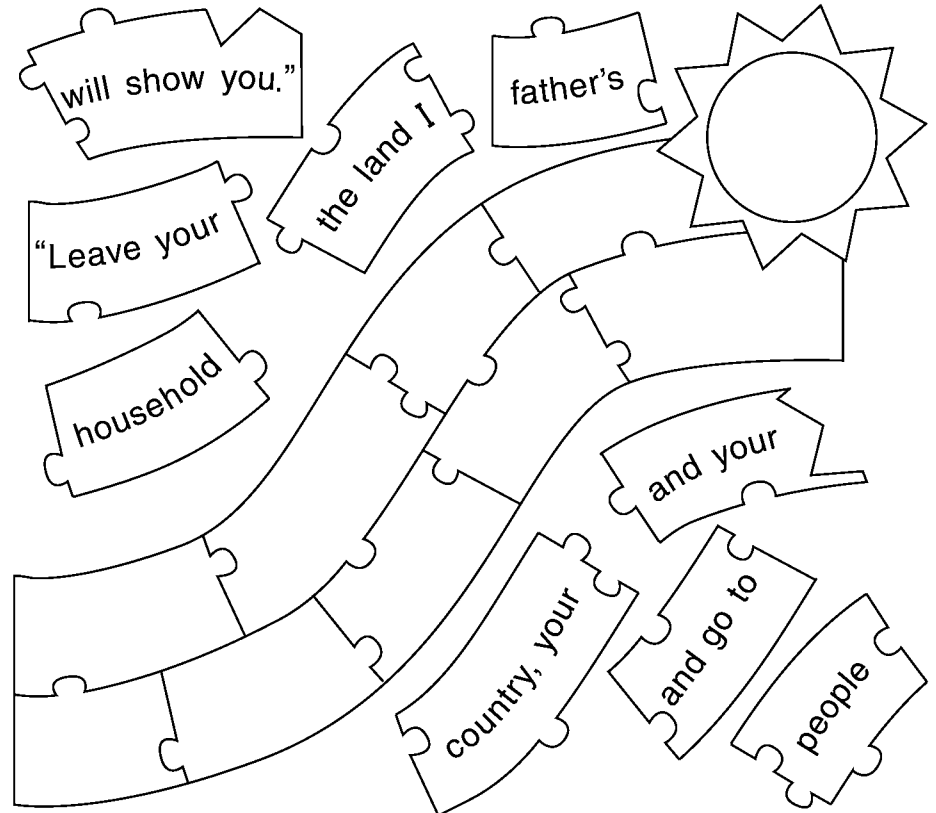 will show you.”
the land I
father’s
“Leave your
household
and your
country, your
and go to
people